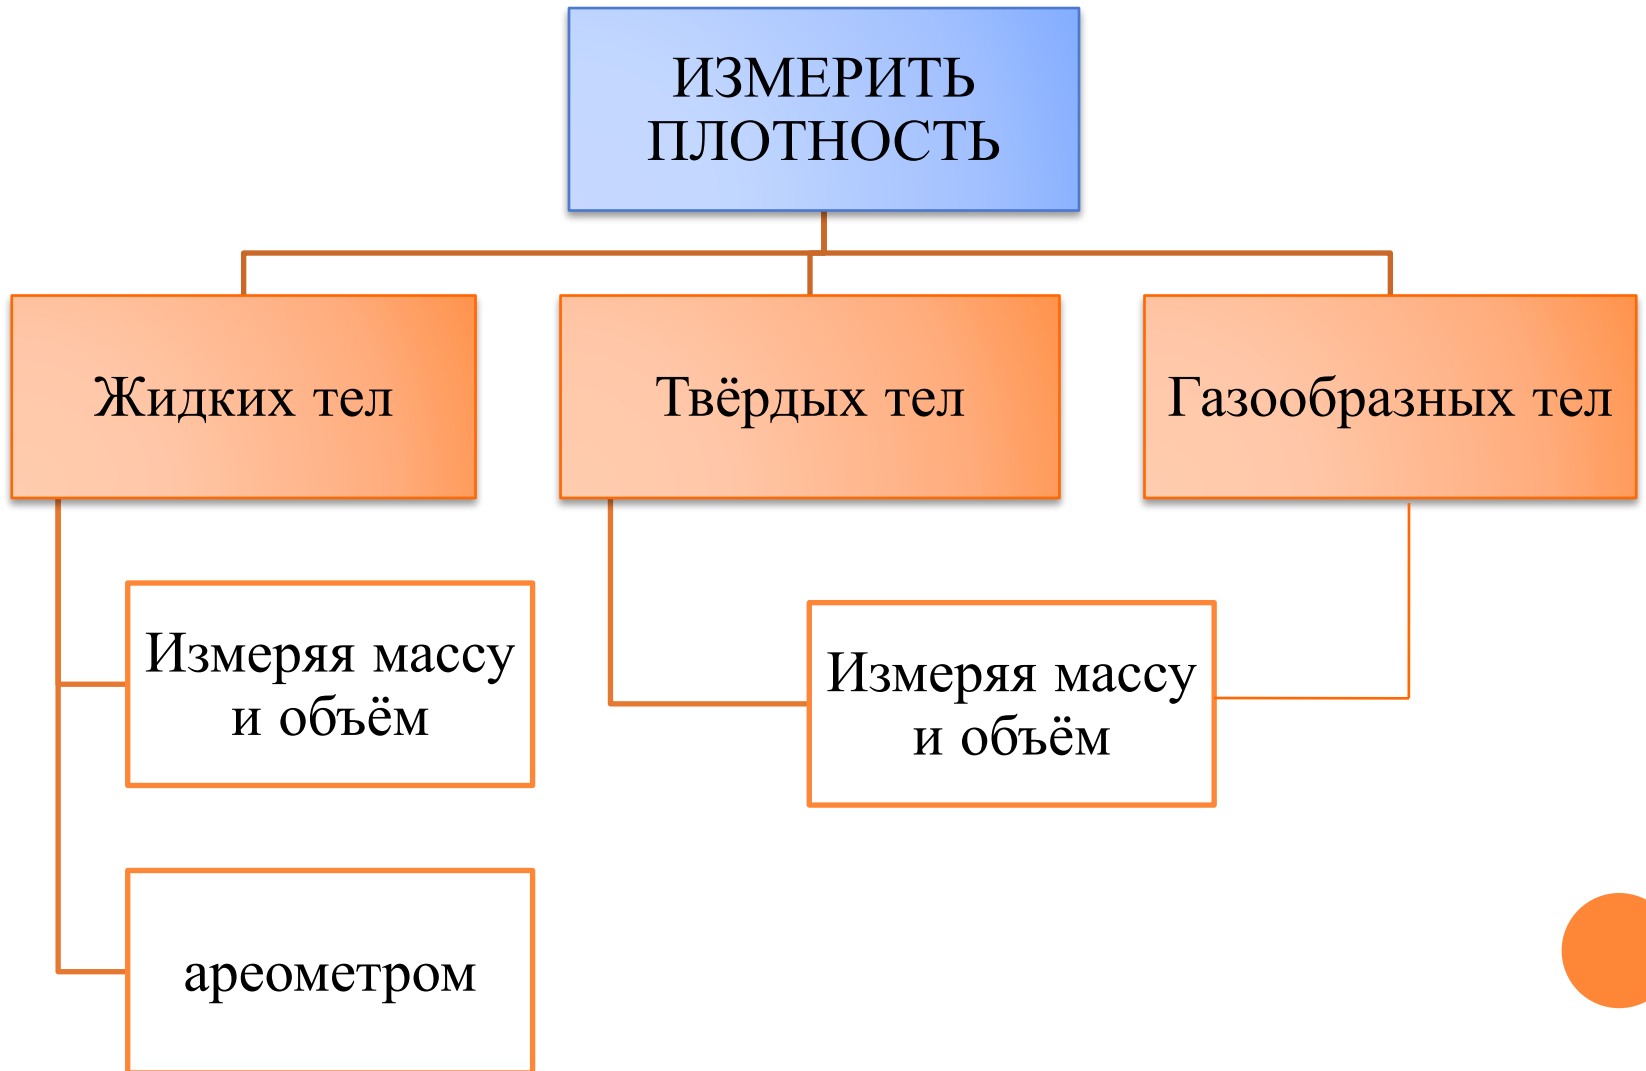 ИЗМЕРИТЬ
ПЛОТНОСТЬ
Жидких тел
Твёрдых тел
Газообразных тел
Измеряя массу
и объём
Измеряя массу
и объём
ареометром